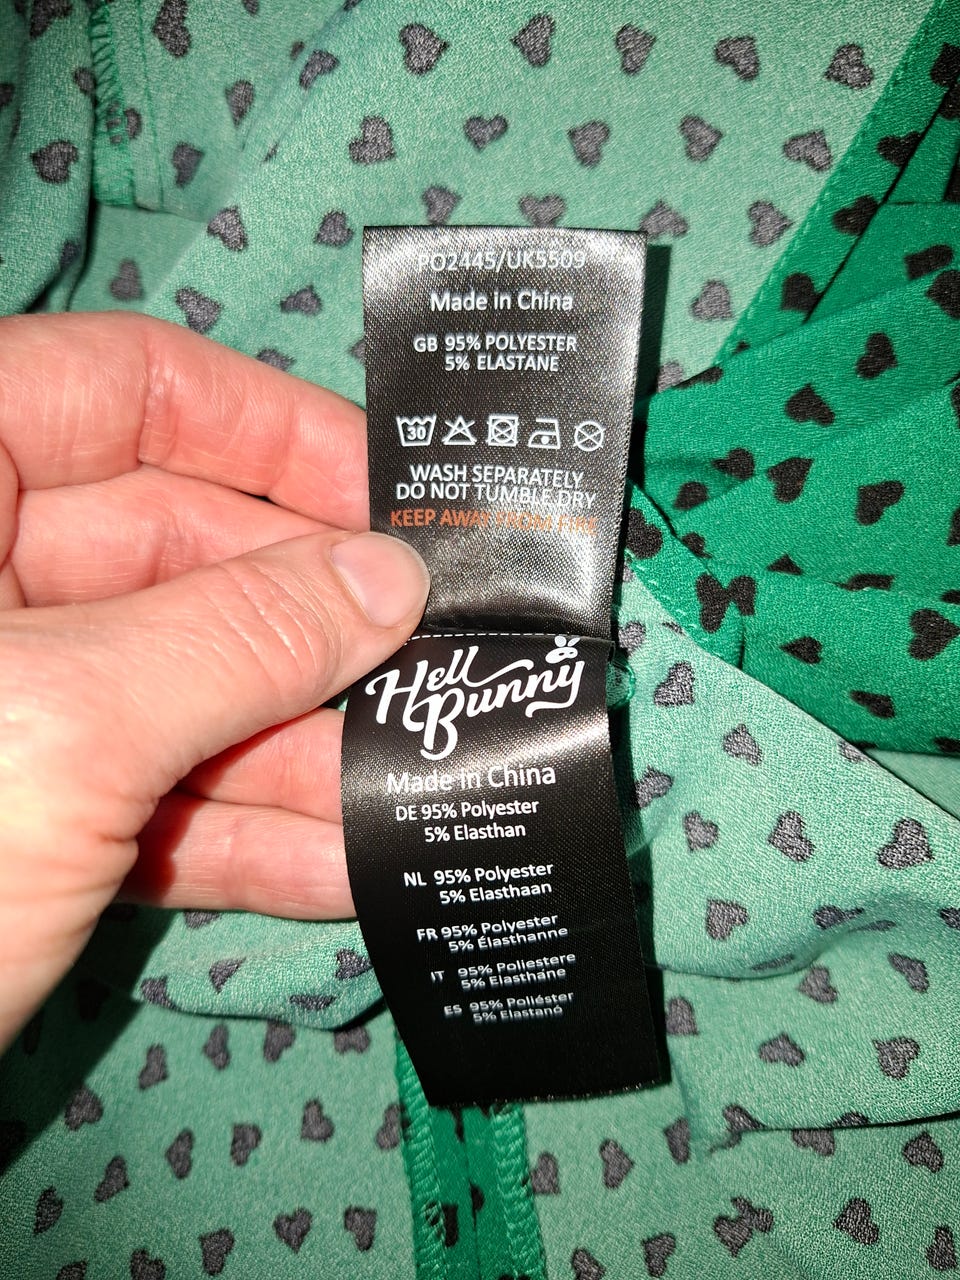 PO2445/UK5509
Made in China
GB 95% POLYESTER
5% ELASTANE
30
WASH SEPARATELY
DO NOT TUMBLE DRY
KEEP AWAY FROM FIRE
Hell
Bunny
Made in China
DE 95% Polyester
5% Elasthan
NL 95% Polyester
5% Elasthaan
FR 95% Polyester
5% Élasthanne
IT 95% Poliestere
5% Elasthane
ES 95% Poliéster
5% Elastano